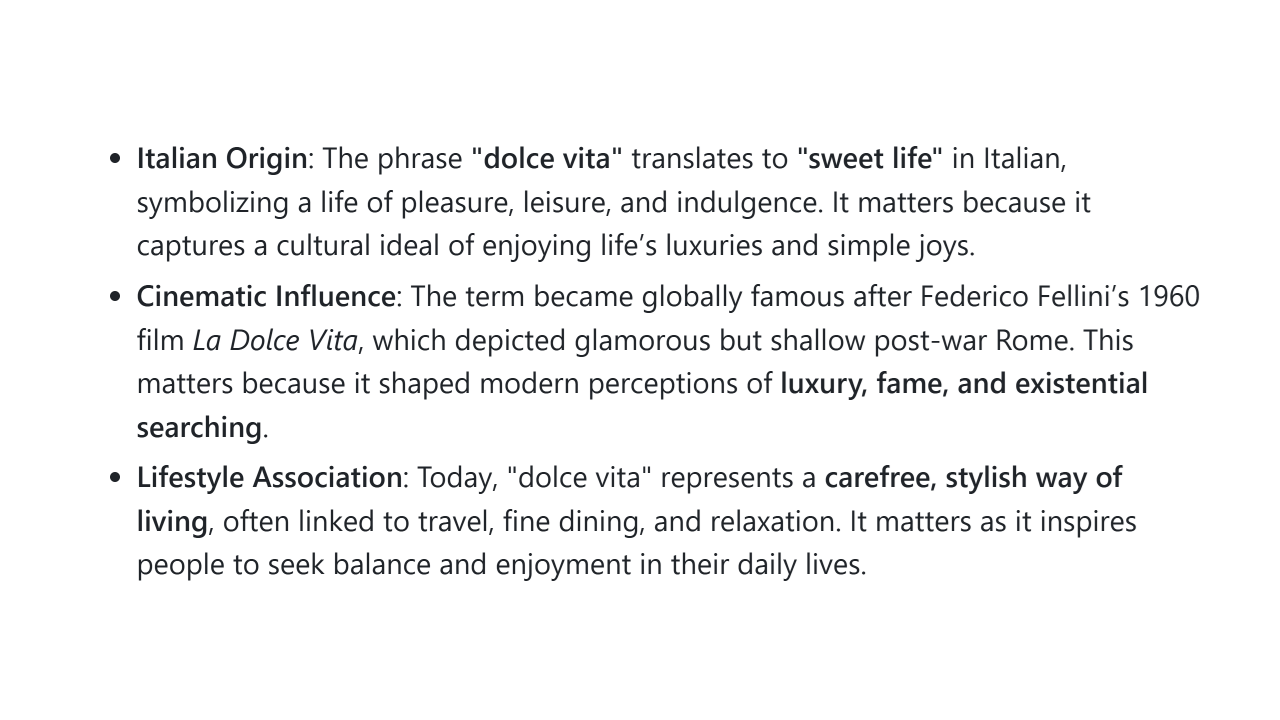 • Italian Origin: The phrase "dolce vita" translates to "sweet life" in Italian,
symbolizing a life of pleasure, leisure, and indulgence. It matters because it
captures a cultural ideal of enjoying life’s luxuries and simple joys.
• Cinematic Influence: The term became globally famous after Federico Fellini’s 1960
film La Dolce Vita, which depicted glamorous but shallow post-war Rome. This
matters because it shaped modern perceptions of luxury, fame, and existential
searching.
• Lifestyle Association: Today, "dolce vita" represents a carefree, stylish way of
living, often linked to travel, fine dining, and relaxation. It matters as it inspires
people to seek balance and enjoyment in their daily lives.